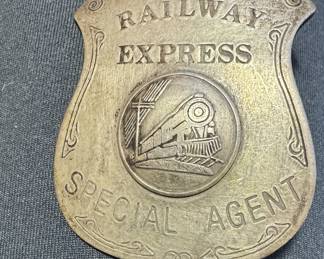 RAILWAY
EXPRESS
SPECIAL AGENT